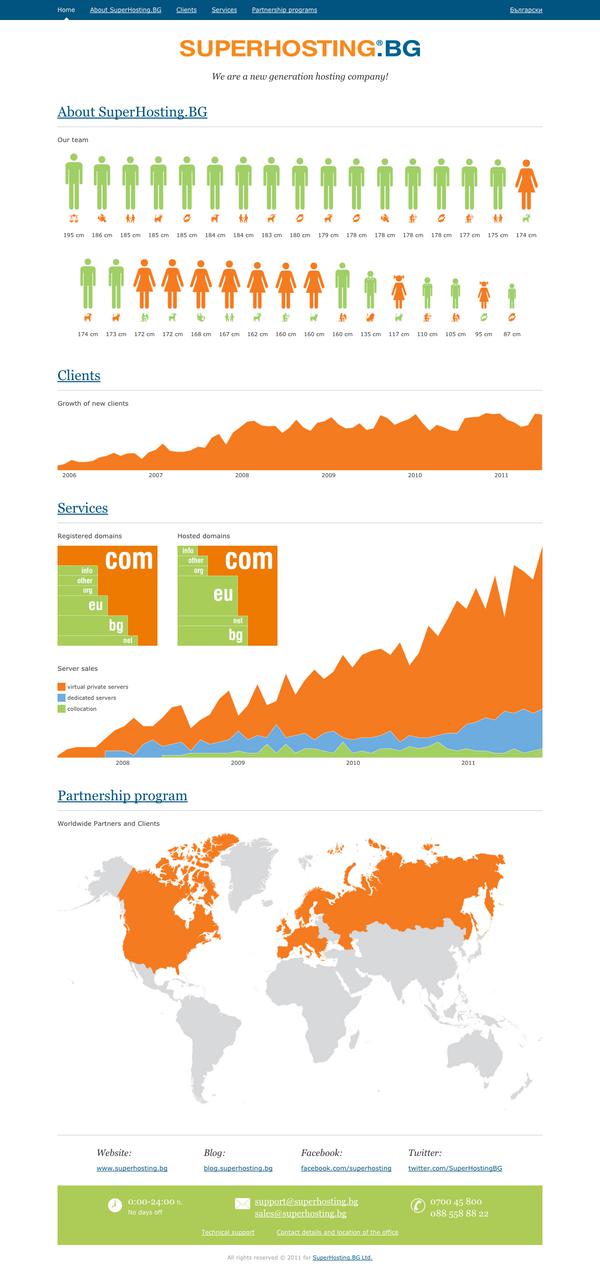 Home About SuperHosting.BG Clients Services Partnership programs Български
SUPERHOSTING®.BG
We are a new generation hosting company!
About SuperHosting.BG
Our team
195 cm 186 cm 185 cm 185 cm 185 cm 184 cm 184 cm 183 cm 180 cm 179 cm 178 cm 178 cm 178 cm 178 cm 177 cm 175 cm 174 cm
174 cm 173 cm 172 cm 172 cm 168 cm 167 cm 162 cm 160 cm 160 cm 160 cm 135 cm 117 cm 110 cm 105 cm 95 cm 87 cm
Clients
Growth of new clients
2006 2007 2008 2009 2010 2011
Services
Registered domains Hosted domains
com
info
other
org
eu
bg
net
com
info
other
org
eu
net
bg
Server sales
virtual private servers
dedicated servers
collocation
2008 2009 2010 2011
Partnership program
Worldwide Partners and Clients
Website: Blog: Facebook: Twitter:
www.superhosting.bg blog.superhosting.bg facebook.com/superhosting twitter.com/SuperHostingBG
0:00-24:00 h.
No days off
support@superhosting.bg
sales@superhosting.bg
0700 45 800
088 558 88 22
Technical support Contact details and location of the office
All rights reserved © 2011 for SuperHosting.BG Ltd.